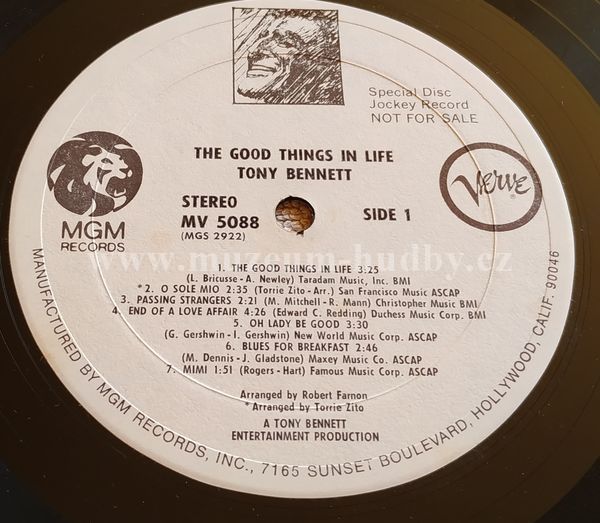 Special Disc
Jockey Record
NOT FOR SALE
THE GOOD THINGS IN LIFE
TONY BENNETT
MGM
RECORDS
Verve
®
STEREO
MV 5088
(MGS 2922)
SIDE 1
www.muzeum-hudby.cz
1. THE GOOD THINGS IN LIFE 3:25
(L. Bricusse - A. Newley) Taradam Music, Inc. BMI
* 2. O SOLE MIO 2:35 (Torrie Zito - Arr.) San Francisco Music ASCAP
3. PASSING STRANGERS 2:21 (M. Mitchell - R. Mann) Christopher Music BMI
4. END OF A LOVE AFFAIR 4:26 (Edward C. Redding) Duchess Music Corp. BMI
5. OH LADY BE GOOD 3:30
(G. Gershwin - I. Gershwin) New World Music Corp. ASCAP
6. BLUES FOR BREAKFAST 2:46
(M. Dennis - J. Gladstone) Maxey Music Co. ASCAP
7. MIMI 1:51 (Rogers - Hart) Famous Music Corp. ASCAP
Arranged by Robert Farnon
* Arranged by Torrie Zito
A TONY BENNETT
ENTERTAINMENT PRODUCTION
MANUFACTURED BY MGM RECORDS, INC., 7165 SUNSET BOULEVARD, HOLLYWOOD, CALIF. 90046